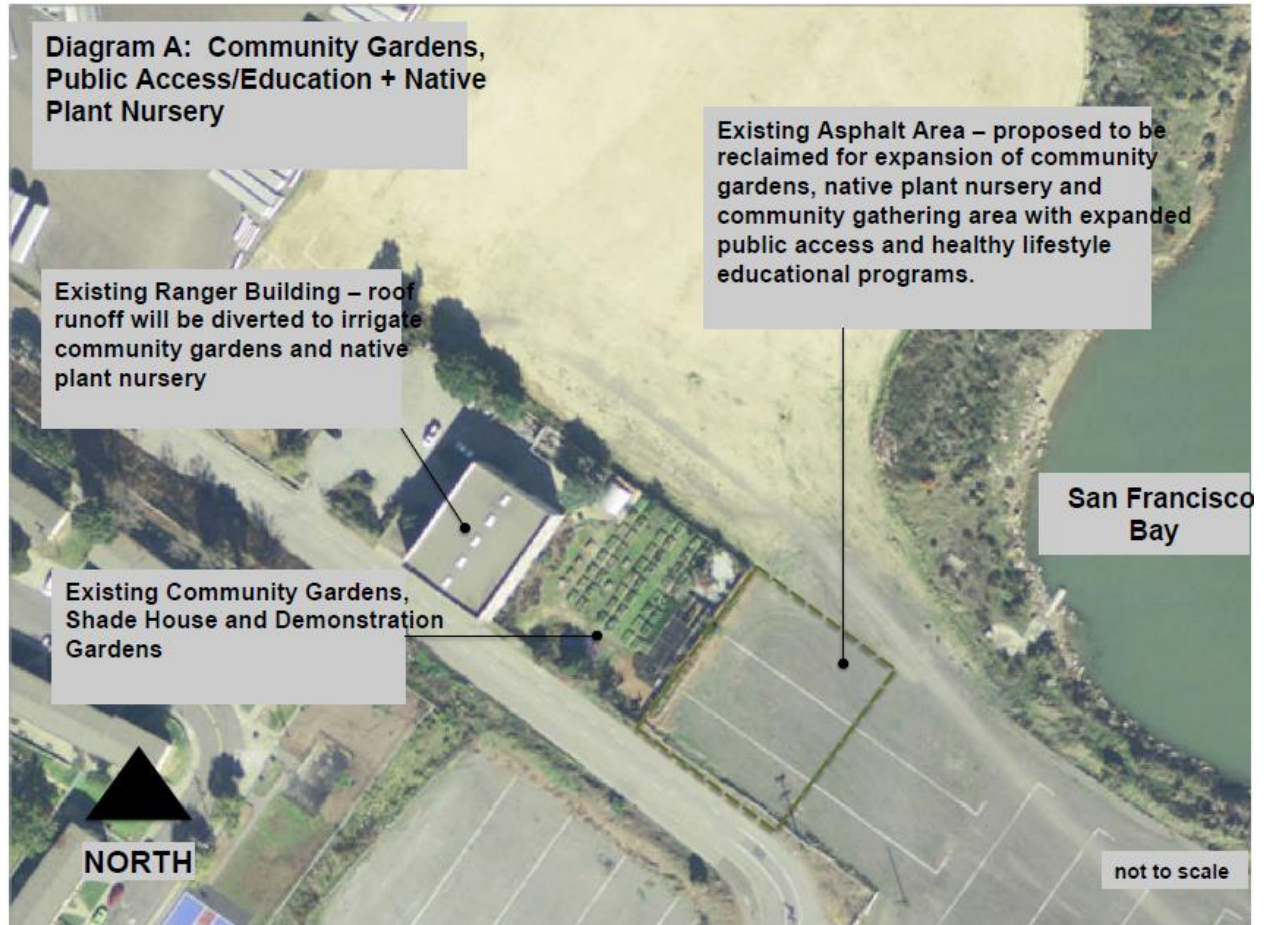 Diagram A:  Community Gardens,
Public Access/Education + Native
Plant Nursery
Existing Asphalt Area – proposed to be
reclaimed for expansion of community
gardens, native plant nursery and
community gathering area with expanded
public access and healthy lifestyle
educational programs.
Existing Ranger Building – roof
runoff will be diverted to irrigate
community gardens and native
plant nursery
San Francisco
Bay
Existing Community Gardens,
Shade House and Demonstration
Gardens
NORTH
not to scale